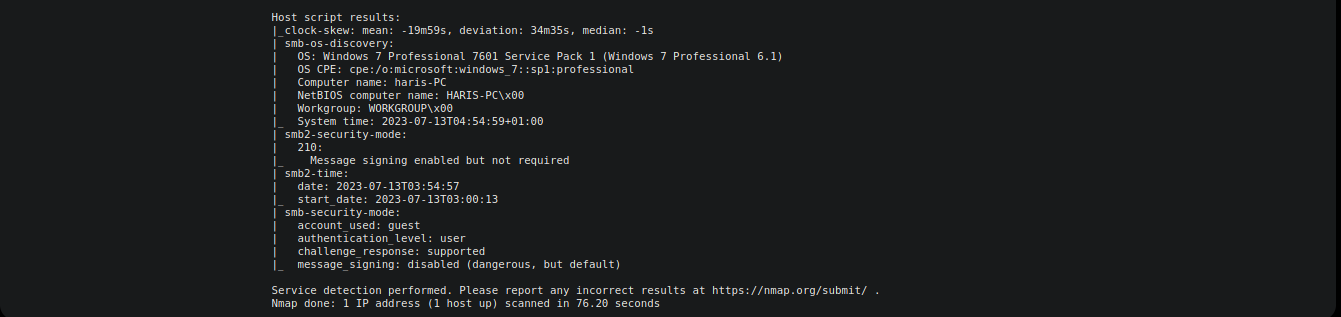 Host script results:
|_clock-skew: mean: -19m59s, deviation: 34m35s, median: -1s
| smb-os-discovery:
|   OS: Windows 7 Professional 7601 Service Pack 1 (Windows 7 Professional 6.1)
|   OS CPE: cpe:/o:microsoft:windows_7::sp1:professional
|   Computer name: haris-PC
|   NetBIOS computer name: HARIS-PC\x00
|   Workgroup: WORKGROUP\x00
|_  System time: 2023-07-13T04:54:59+01:00
| smb2-security-mode:
|   210:
|_    Message signing enabled but not required
| smb2-time:
|   date: 2023-07-13T03:54:57
|_  start_date: 2023-07-13T03:00:13
| smb-security-mode:
|   account_used: guest
|   authentication_level: user
|   challenge_response: supported
|_  message_signing: disabled (dangerous, but default)
Service detection performed. Please report any incorrect results at https://nmap.org/submit/ .
Nmap done: 1 IP address (1 host up) scanned in 76.20 seconds